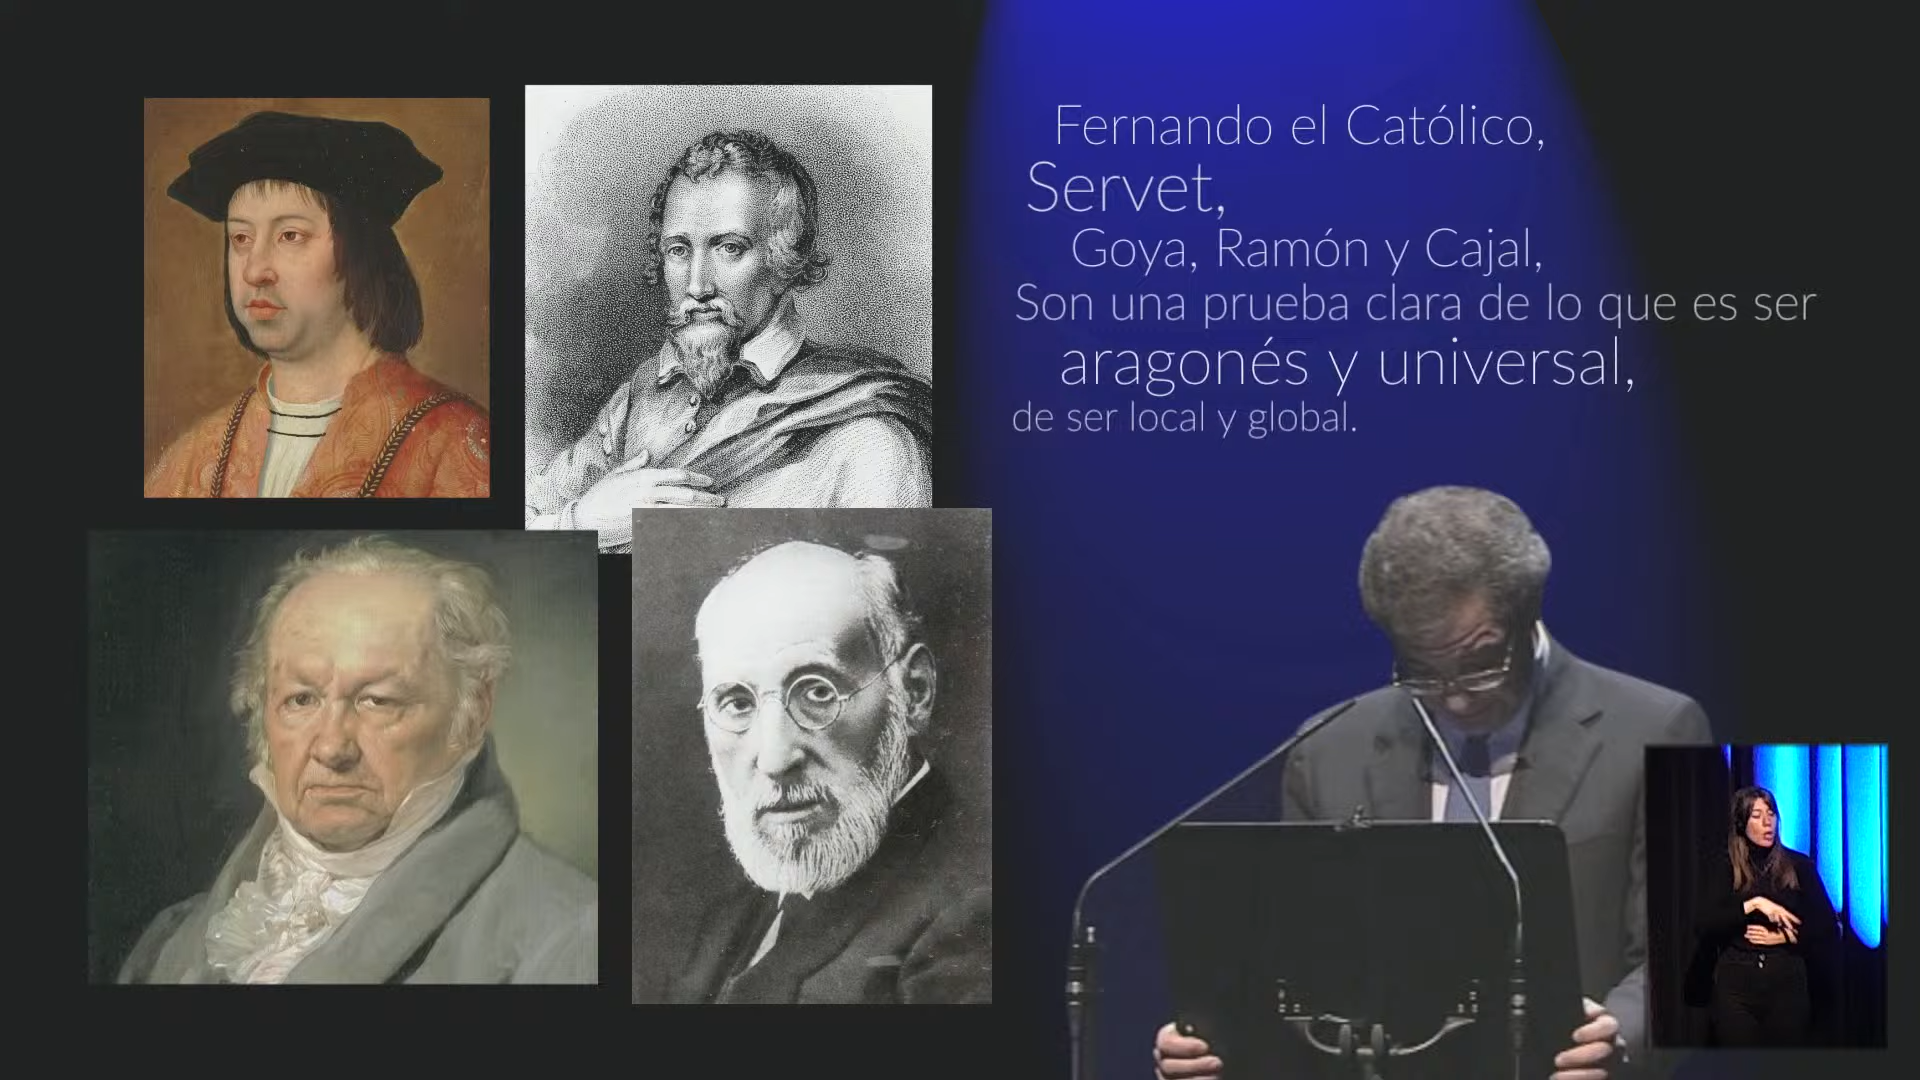 Fernando el Católico,
Servet,
Goya, Ramón y Cajal,
Son una prueba clara de lo que es ser
aragonés y universal,
de ser local y global.